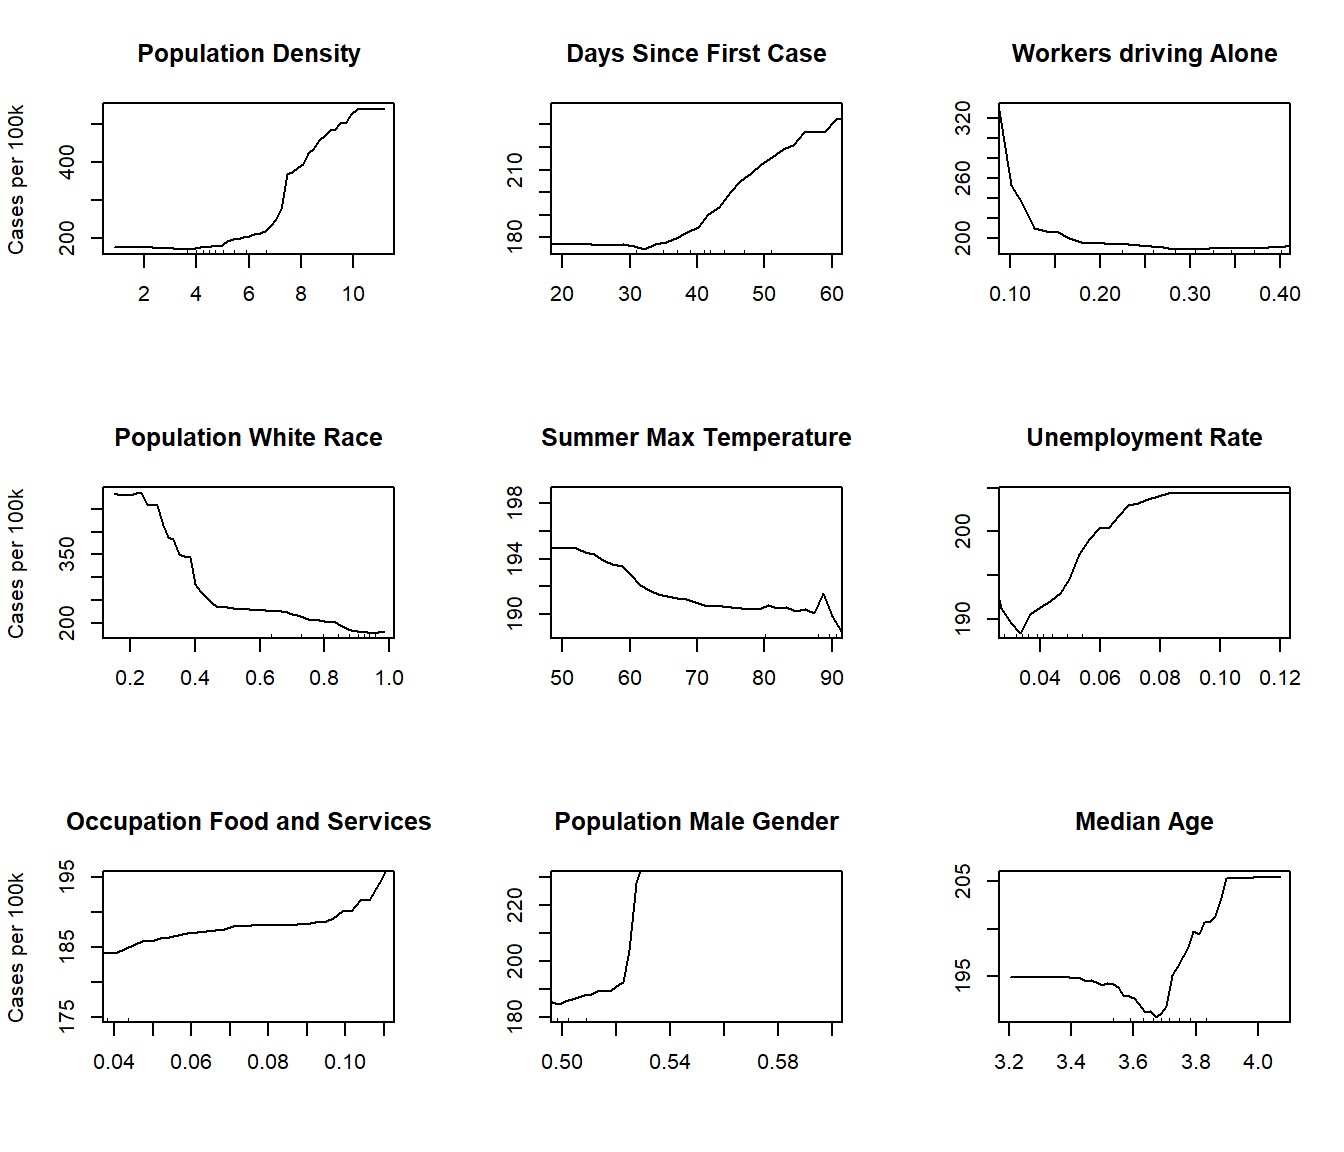 Population Density
Days Since First Case
Workers driving Alone
Cases per 100k
200 400
2 4 6 8 10
180 210
20 30 40 50 60
200 260 320
0.10 0.20 0.30 0.40
Population White Race
Summer Max Temperature
Unemployment Rate
Cases per 100k
200 350
0.2 0.4 0.6 0.8 1.0
190 194 198
50 60 70 80 90
190 200
0.04 0.06 0.08 0.10 0.12
Occupation Food and Services
Population Male Gender
Median Age
Cases per 100k
175 185 195
0.04 0.06 0.08 0.10
180 200 220
0.50 0.54 0.58
195 205
3.2 3.4 3.6 3.8 4.0